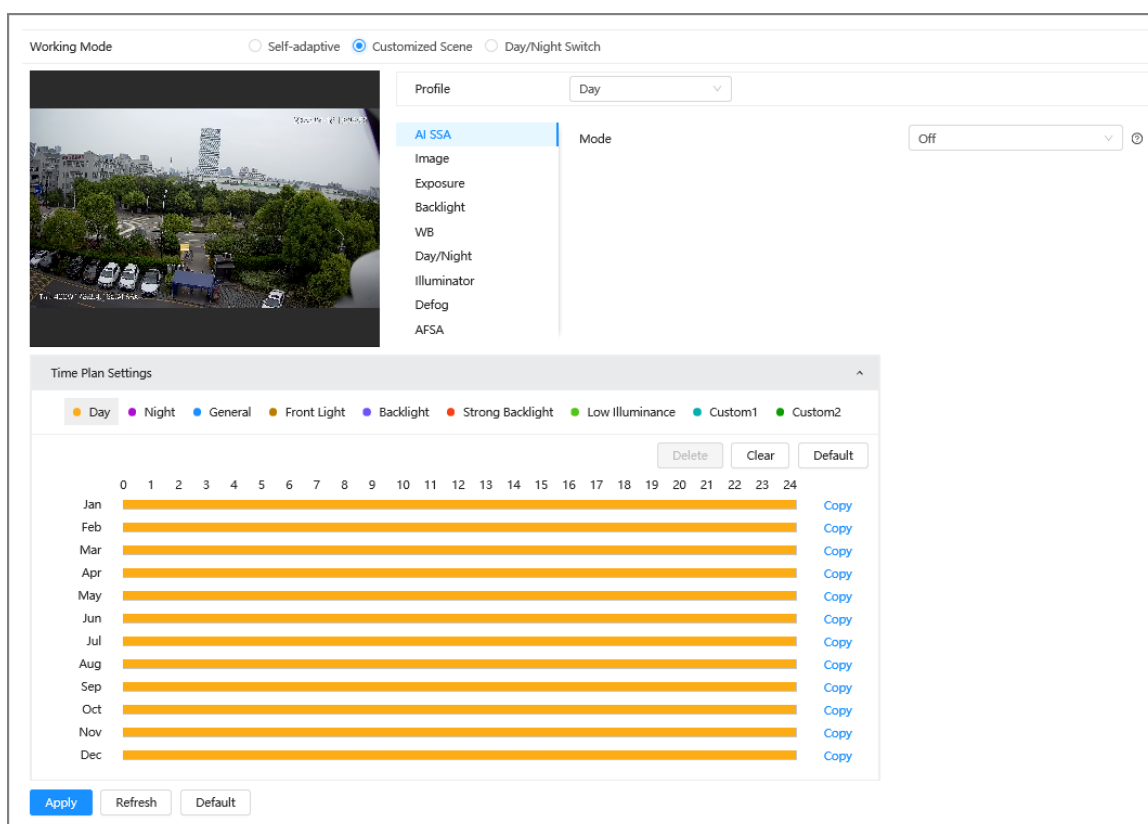 Working Mode Self-adaptive Customized Scene Day/Night Switch
Profile Day
AI SSA
Mode Off
Image
Exposure
Backlight
WB
Day/Night
Illuminator
Defog
AFSA
Time Plan Settings
Day Night General Front Light Backlight Strong Backlight Low Illuminance Custom1 Custom2
Delete Clear Default
0 1 2 3 4 5 6 7 8 9 10 11 12 13 14 15 16 17 18 19 20 21 22 23 24
Jan Copy
Feb Copy
Mar Copy
Apr Copy
May Copy
Jun Copy
Jul Copy
Aug Copy
Sep Copy
Oct Copy
Nov Copy
Dec Copy
Apply Refresh Default